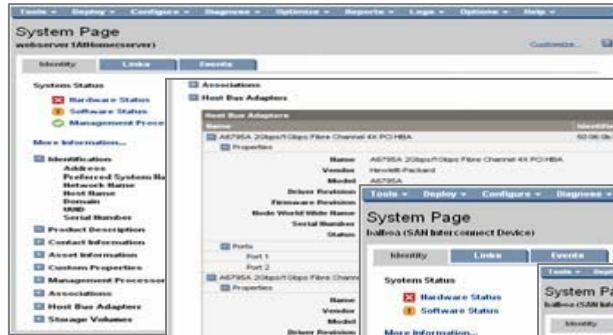 Tools Deploy Configure Diagnose Optimize Reports Logs Options Help
System Page
Customize...
Identity Links Events
System Status
Hardware Status
Software Status
Management Proce
More Information...
Identification
Address
Preferred System Na
Network Name
Host Name
Domain
UUID
Serial Number
Product Description
Contact Information
Asset Information
Custom Properties
Management Processor
Associations
Host Bus Adapters
Storage Volumes
Associations
Host Bus Adapters
Host Bus Adapters
Name Identifie
A6795A 2Gbps/1Gbps Fibre Channel 4X PCI HBA
Properties
Name A6795A 2Gbps/1Gbps Fibre Channel 4X PCI HBA
Vendor Hewlett-Packard
Model A6795A
Driver Revision
Firmware Revision
Node World Wide Name
Serial Number
Status
Ports
Port 1
Port 2
A6795A 2Gbps/1Gbps Fibre Chann
Properties
Name
Vendor
Model
Driver Revision
Tools Deploy Configure Diagnose
System Page
balboa (SAN Interconnect Device)
Identity Links Events
System Status
Hardware Status
Software Status
More Information...
Tools Dep
System Pa
balboa (SAN Int
Identity